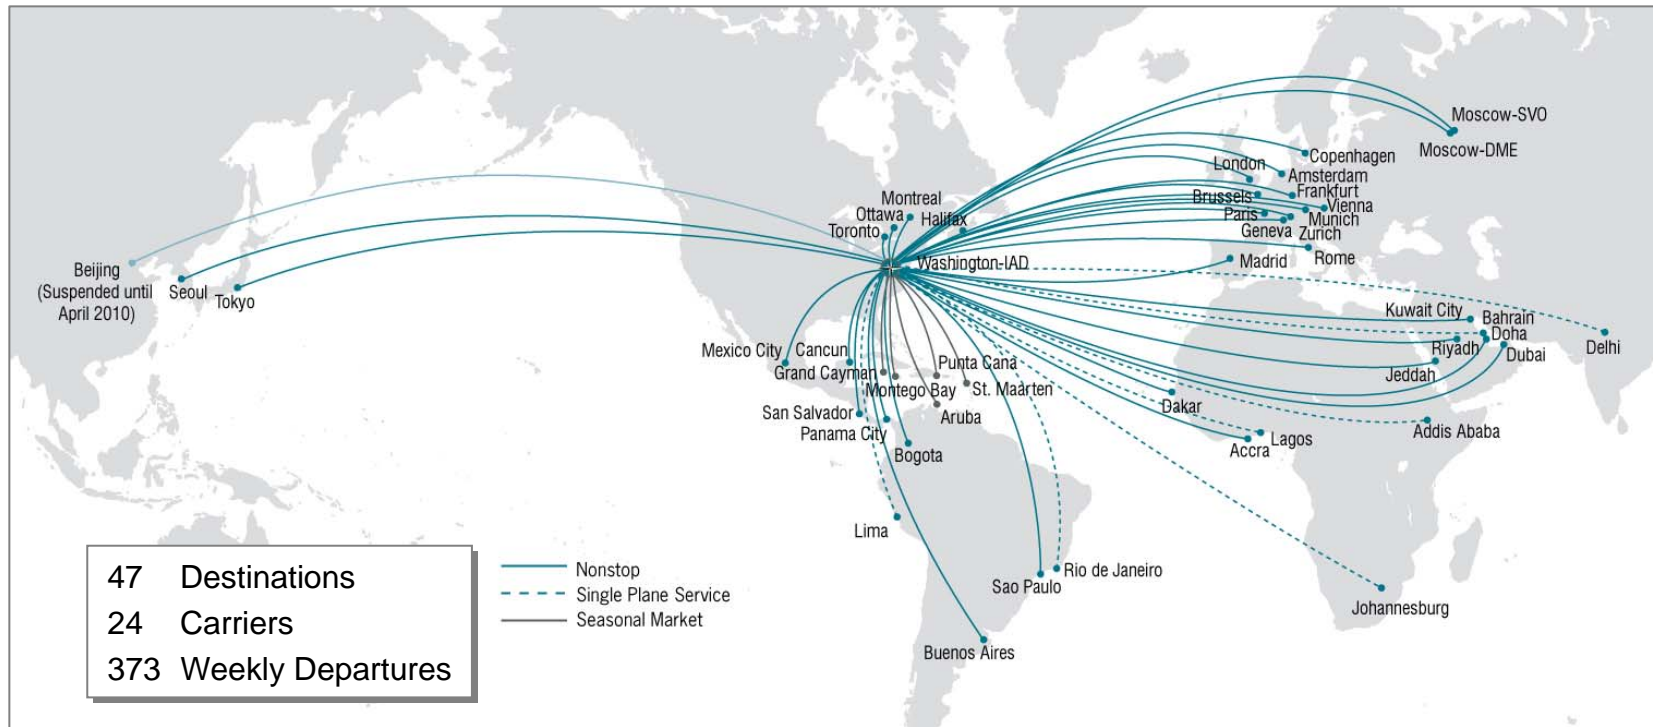 Moscow-SVO
Moscow-DME
Copenhagen
London
Amsterdam
Frankfurt
Brussels
Vienna
Montreal
Ottawa
Halifax
Paris
Munich
Toronto
Geneva
Zurich
Washington-IAD
Madrid
Rome
Beijing
(Suspended until
April 2010)
Seoul
Tokyo
Kuwait City
Bahrain
Doha
Mexico City
Cancun
Riyadh
Dubai
Delhi
Punta Cana
Grand Cayman
Jeddah
Montego Bay
St. Maarten
Dakar
San Salvador
Aruba
Panama City
Lagos
Addis Ababa
Accra
Bogota
Lima
47 Destinations
24 Carriers
373 Weekly Departures
Nonstop
Single Plane Service
Seasonal Market
Rio de Janeiro
Sao Paulo
Johannesburg
Buenos Aires